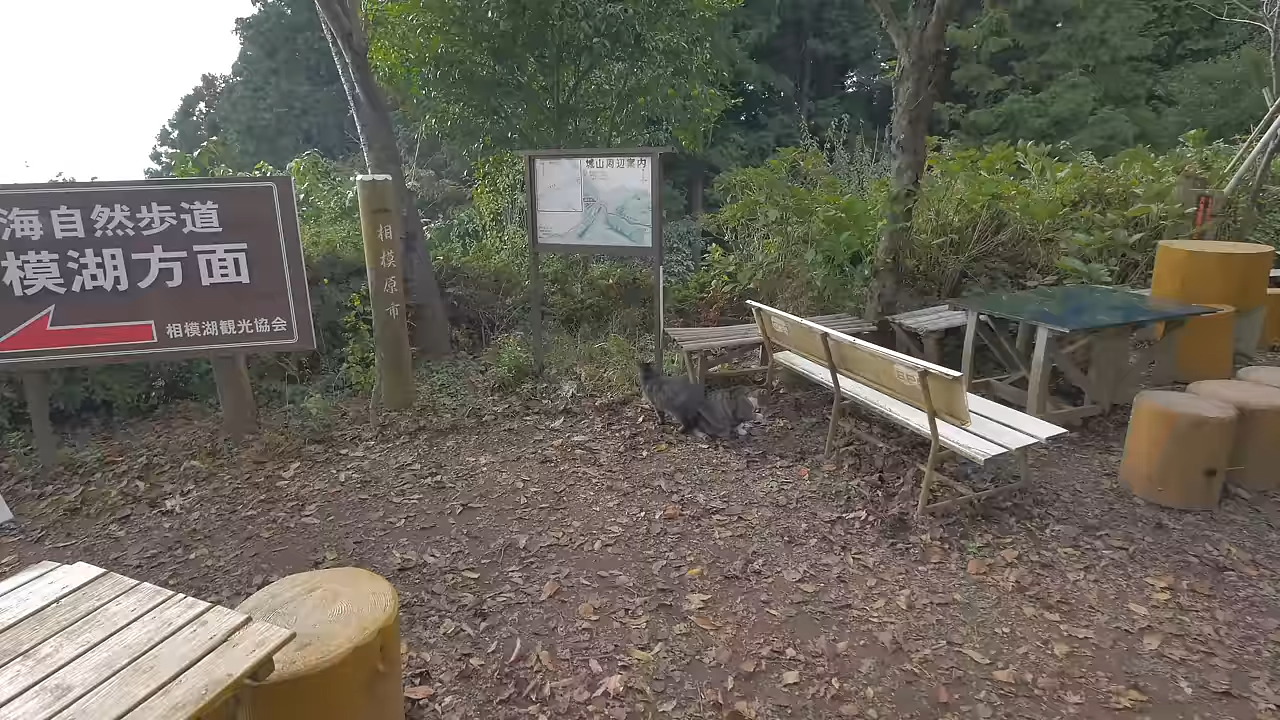 海自然歩道
模湖方面
相模湖観光協会
相模原市
城山周辺案内